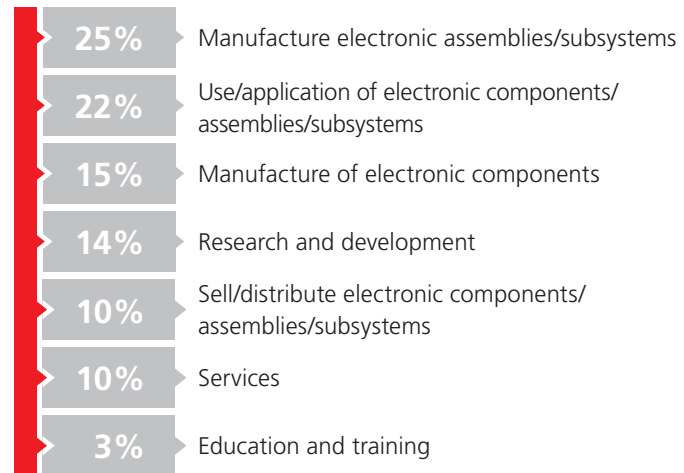 25% Manufacture electronic assemblies/subsystems
22% Use/application of electronic components/
assemblies/subsystems
15% Manufacture of electronic components
14% Research and development
10% Sell/distribute electronic components/
assemblies/subsystems
10% Services
3% Education and training